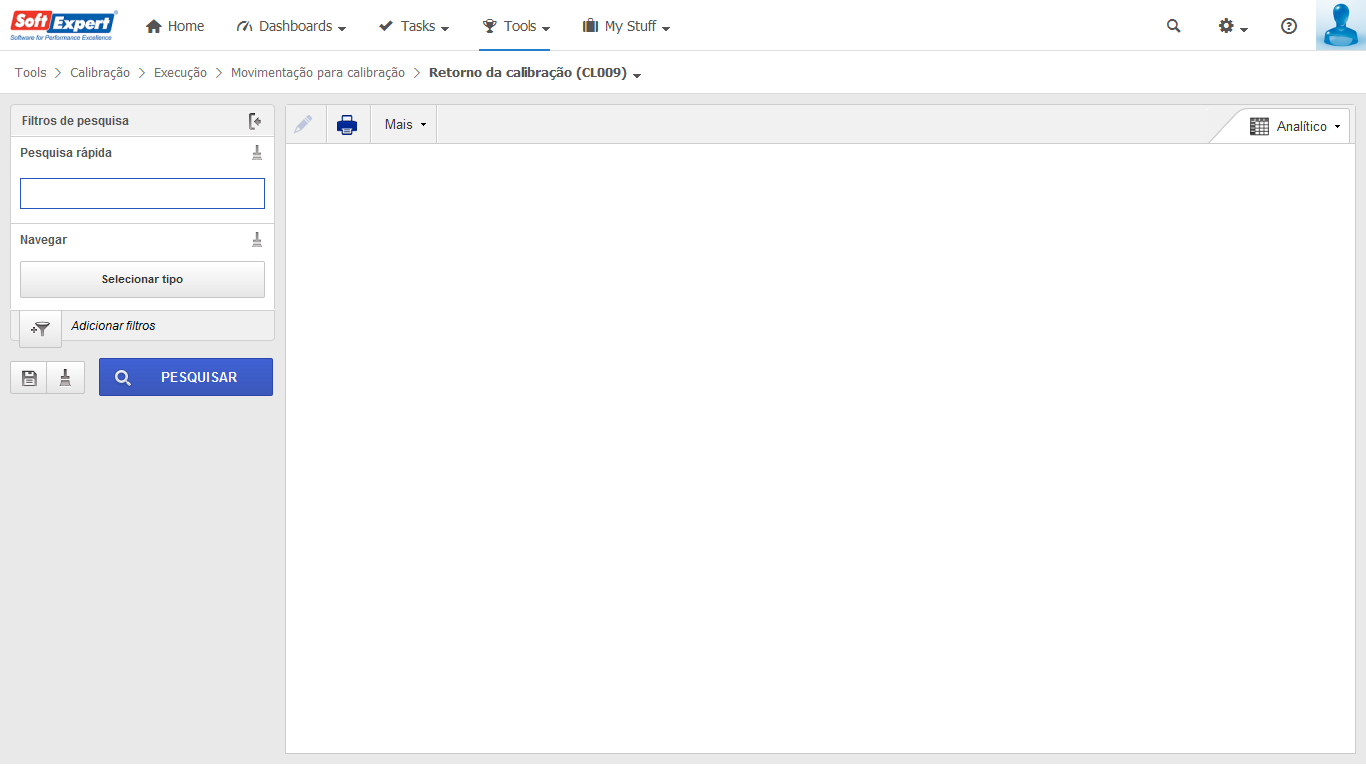 SoftExpert®
Software for Performance Excellence
Home
Dashboards
Tasks
Tools
My Stuff
Tools > Calibração > Execução > Movimentação para calibração > Retorno da calibração (CL009)
Filtros de pesquisa
Mais
Analítico
Pesquisa rápida
Navegar
Selecionar tipo
Adicionar filtros
PESQUISAR